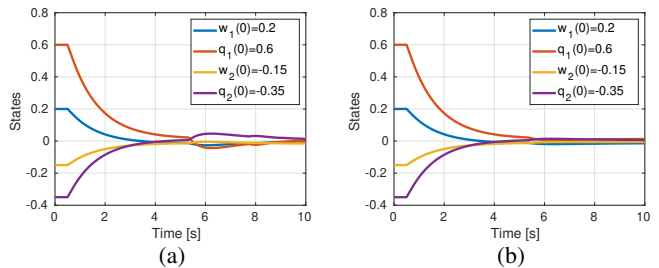 0.8
w1(0)=0.2
q1(0)=0.6
w2(0)=-0.15
q2(0)=-0.35
0.6
0.4
0.2
0
-0.2
-0.4
States
0 2 4 6 8 10
Time [s]
(a)
0.8
w1(0)=0.2
q1(0)=0.6
w2(0)=-0.15
q2(0)=-0.35
0.6
0.4
0.2
0
-0.2
-0.4
States
0 2 4 6 8 10
Time [s]
(b)